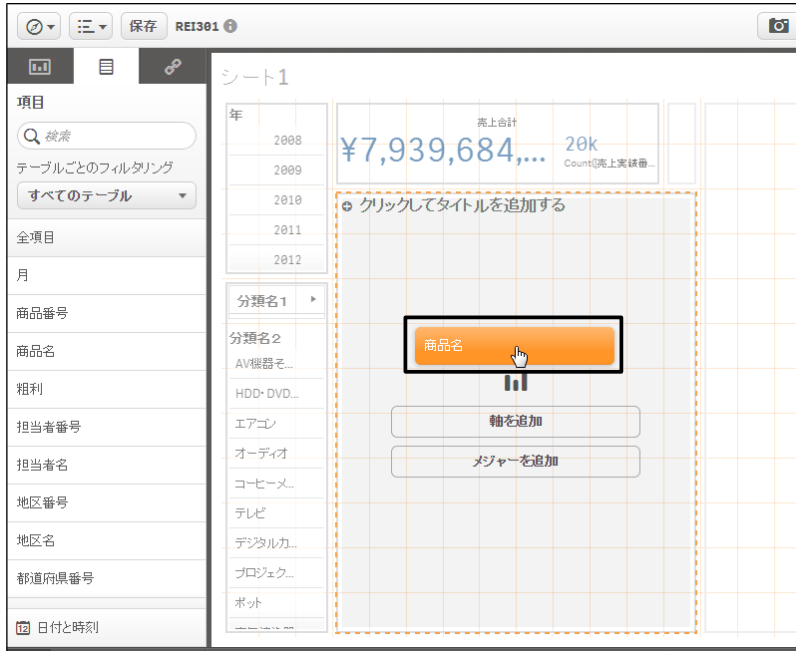 保存 REI301
シート1
項目
検索
テーブルごとのフィルタリング
すべてのテーブル
全項目
月
商品番号
商品名
粗利
担当者番号
担当者名
地区番号
地区名
都道府県番号
12 日付と時刻
年
2008
2009
2010
2011
2012
分類名1
分類名2
AV機器そ...
HDD・DVD...
エアコン
オーディオ
コーヒーメ...
テレビ
デジタルカ...
プロジェク...
ポット
売上合計
¥7,939,684,...
20k
Count([売上実績番...
クリックしてタイトルを追加する
商品名
軸を追加
メジャーを追加